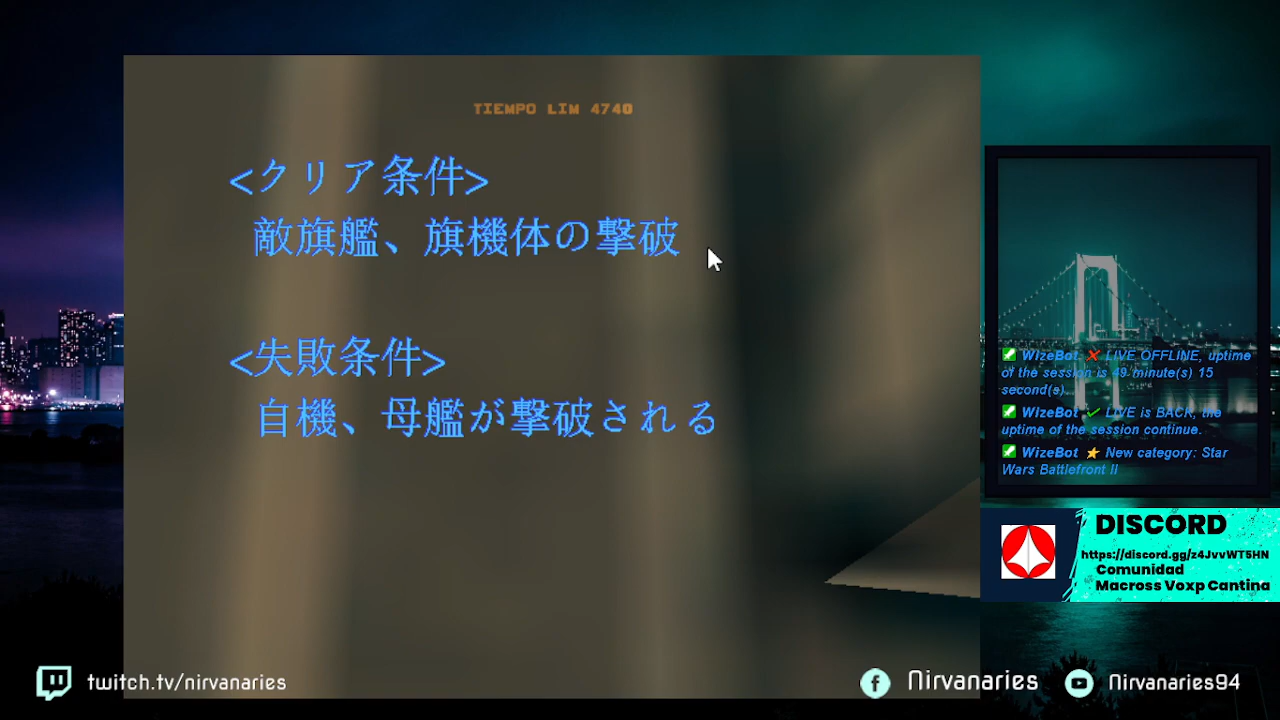 TIEMPO LIM 4740
<クリア条件>
敵旗艦、旗機体の撃破
<失敗条件>
自機、母艦が撃破される
WizeBot ❌ LIVE OFFLINE, uptime
of the session is 49 minute(s) 15
second(s).
WizeBot ✅ LIVE is BACK, the
uptime of the session continue.
WizeBot ⭐ New category: Star
Wars Battlefront II
DISCORD
https://discord.gg/z4JvvWT5HN
Comunidad
Macross Voxp Cantina
twitch.tv/nirvanaries
Nirvanaries
Nirvanaries94